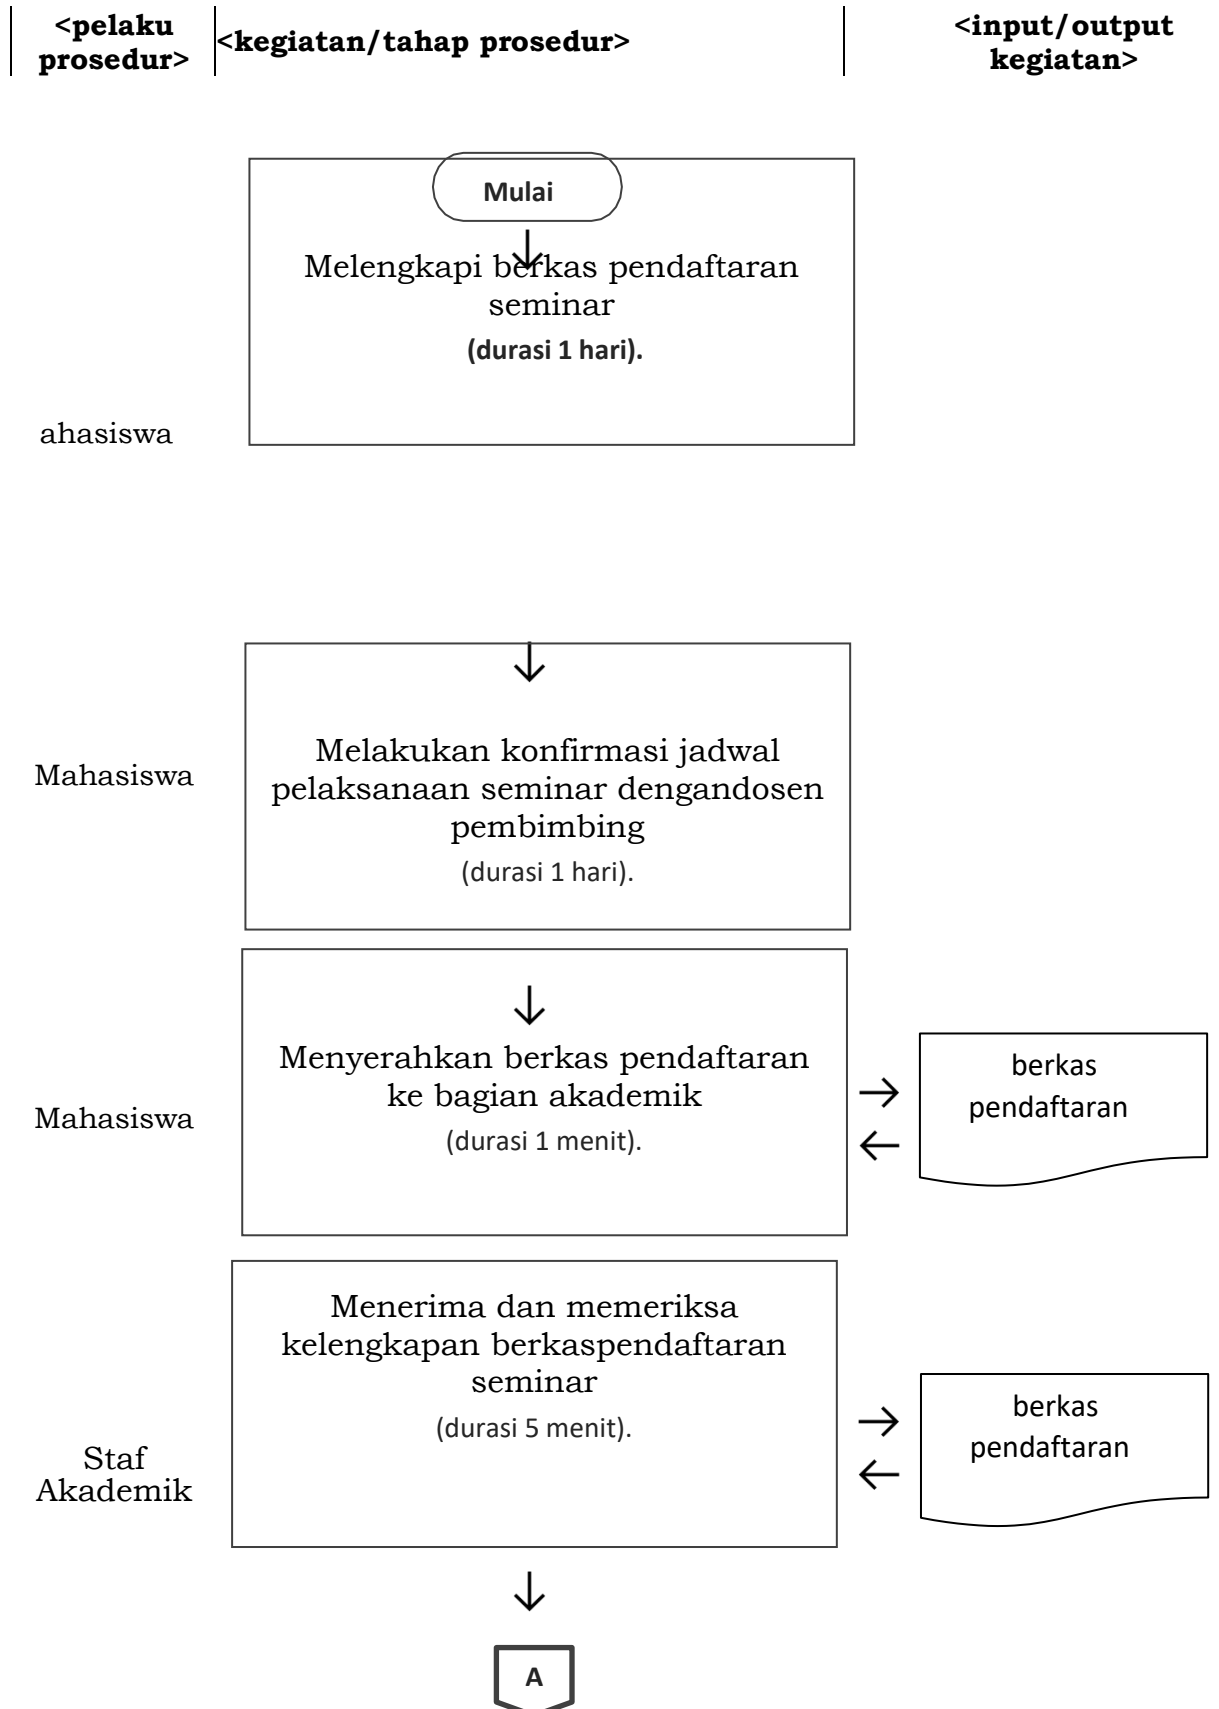 <pelaku
prosedur>
<kegiatan/tahap prosedur>
<input/output
kegiatan>
Mulai
Melengkapi berkas pendaftaran
seminar
(durasi 1 hari).
ahasiswa
Mahasiswa
Melakukan konfirmasi jadwal
pelaksanaan seminar dengandosen
pembimbing
(durasi 1 hari).
Mahasiswa
Menyerahkan berkas pendaftaran
ke bagian akademik
(durasi 1 menit).
berkas
pendaftaran
Staf
Akademik
Menerima dan memeriksa
kelengkapan berkaspendaftaran
seminar
(durasi 5 menit).
berkas
pendaftaran
A